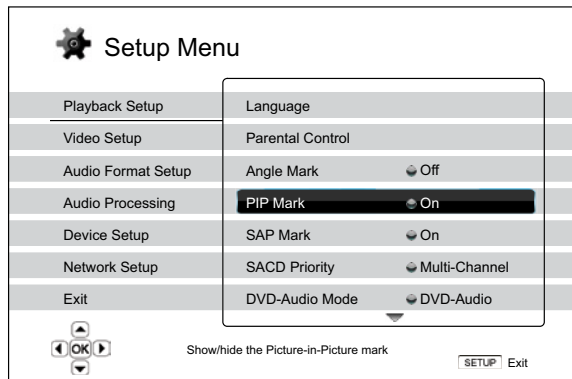 Setup Menu
Playback Setup
Video Setup
Audio Format Setup
Audio Processing
Device Setup
Network Setup
Exit
Language
Parental Control
Angle Mark Off
PIP Mark On
SAP Mark On
SACD Priority Multi-Channel
DVD-Audio Mode DVD-Audio
OK
Show/hide the Picture-in-Picture mark
SETUP Exit